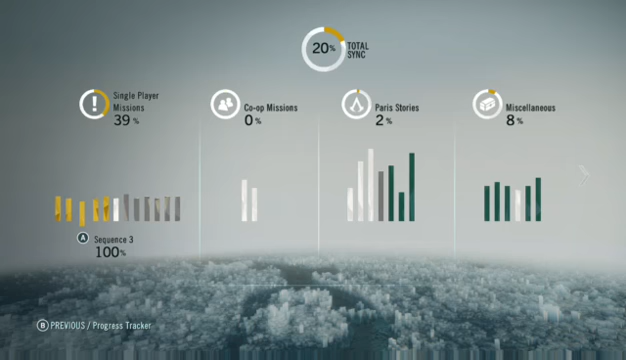 20%
TOTAL
SYNC
Single Player
Missions
39 %
Co-op Missions
0 %
Paris Stories
2 %
Miscellaneous
8 %
A Sequence 3
100%
B PREVIOUS / Progress Tracker